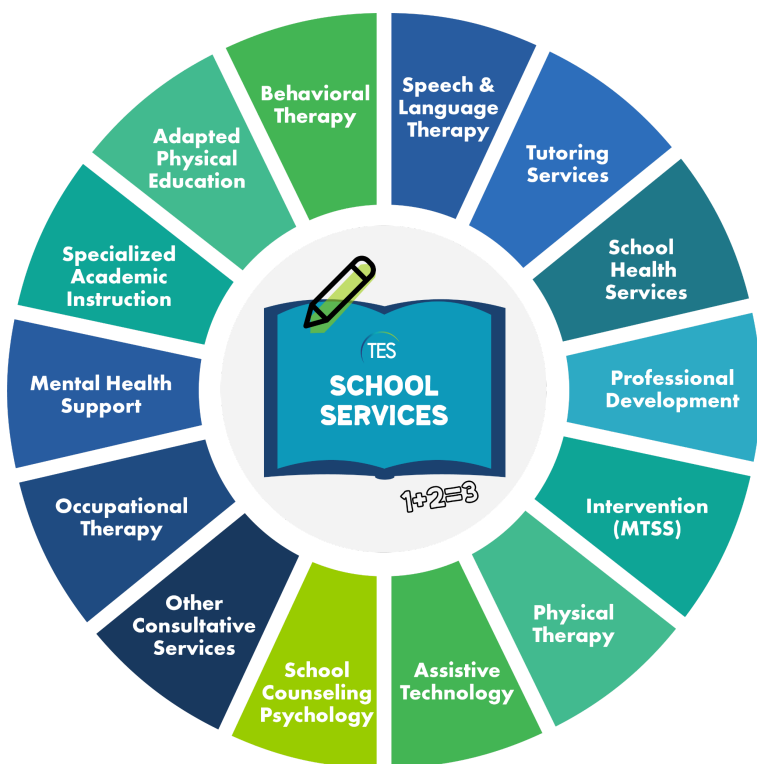 Behavioral
Therapy
Speech &
Language
Therapy
Tutoring
Services
School
Health
Services
Professional
Development
Intervention
(MTSS)
Physical
Therapy
Assistive
Technology
School
Counseling
Psychology
Other
Consultative
Services
Occupational
Therapy
Mental Health
Support
Specialized
Academic
Instruction
Adapted
Physical
Education
TES
SCHOOL
SERVICES
1+2=3